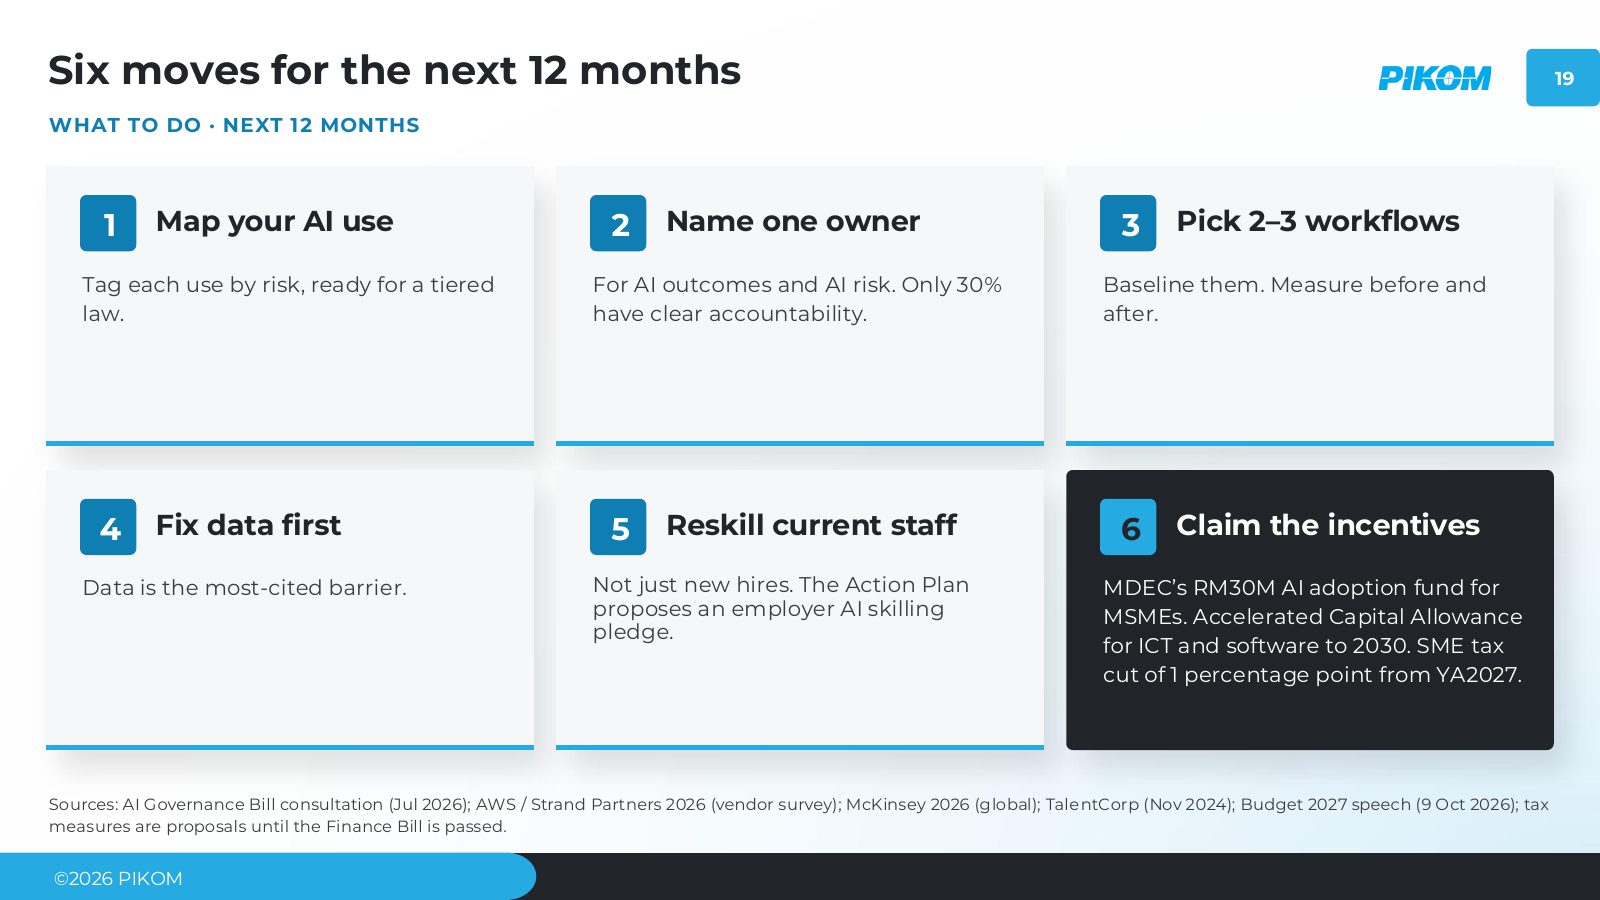 Six moves for the next 12 months
PIKOM
19
WHAT TO DO · NEXT 12 MONTHS
1
Map your AI use
Tag each use by risk, ready for a tiered
law.
2
Name one owner
For AI outcomes and AI risk. Only 30%
have clear accountability.
3
Pick 2–3 workflows
Baseline them. Measure before and
after.
4
Fix data first
Data is the most-cited barrier.
5
Reskill current staff
Not just new hires. The Action Plan
proposes an employer AI skilling
pledge.
6
Claim the incentives
MDEC’s RM30M AI adoption fund for
MSMEs. Accelerated Capital Allowance
for ICT and software to 2030. SME tax
cut of 1 percentage point from YA2027.
Sources: AI Governance Bill consultation (Jul 2026); AWS / Strand Partners 2026 (vendor survey); McKinsey 2026 (global); TalentCorp (Nov 2024); Budget 2027 speech (9 Oct 2026); tax
measures are proposals until the Finance Bill is passed.
©2026 PIKOM